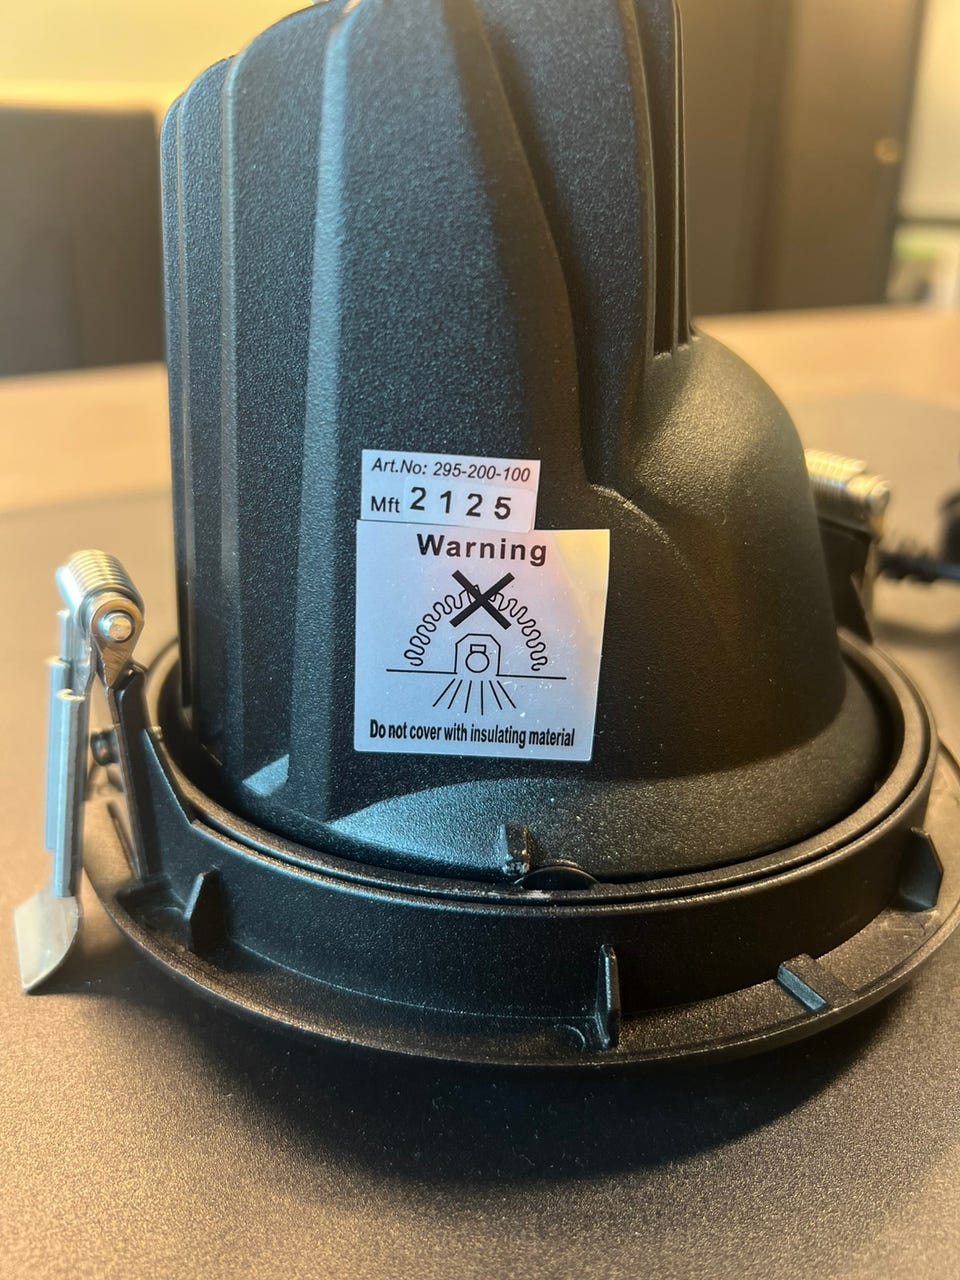 Art.No: 295-200-100
Mft 2125
Warning
Do not cover with insulating material